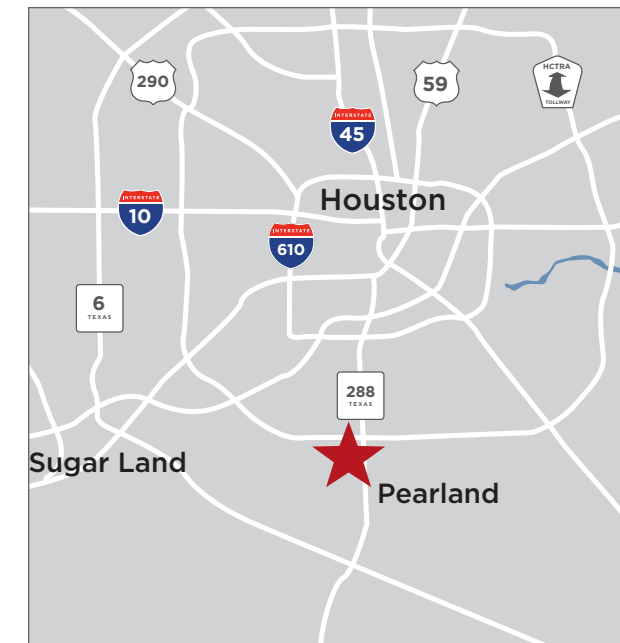 290
59
HCTRA
TOLLWAY
INTERSTATE
45
INTERSTATE
10
Houston
INTERSTATE
610
6
TEXAS
288
TEXAS
Sugar Land
Pearland